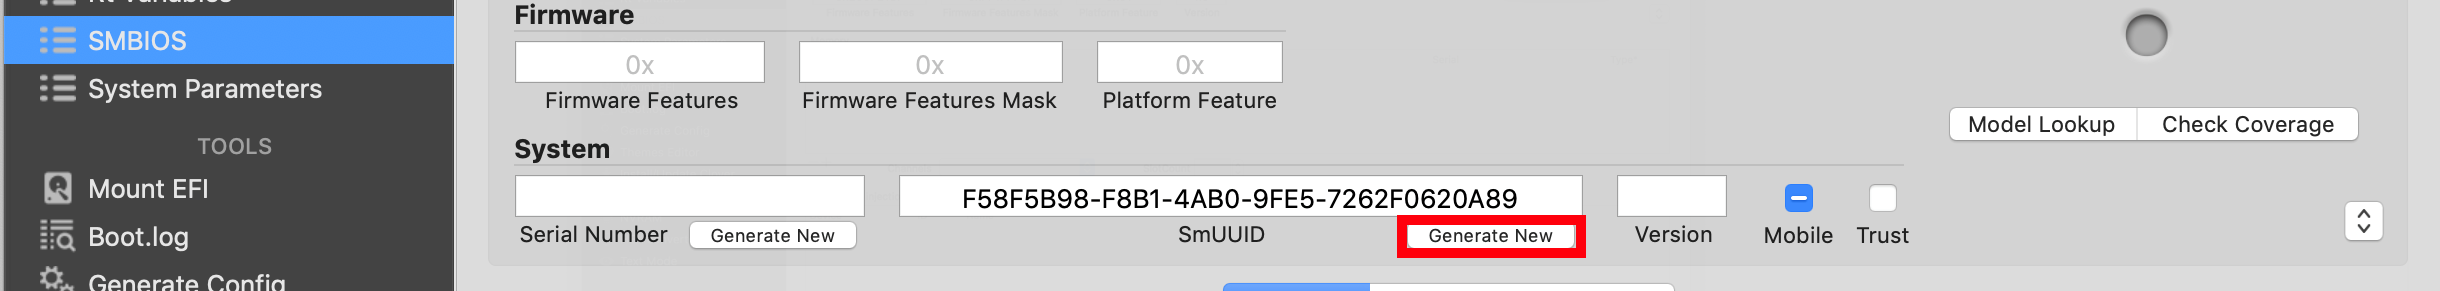 Rt Variables
SMBIOS
System Parameters
TOOLS
Mount EFI
Boot.log
Generate Config
Firmware
0x
0x
0x
Firmware Features
Firmware Features Mask
Platform Feature
Model Lookup
Check Coverage
System
F58F5B98-F8B1-4AB0-9FE5-7262F0620A89
Serial Number
Generate New
SmUUID
Generate New
Version
Mobile
Trust